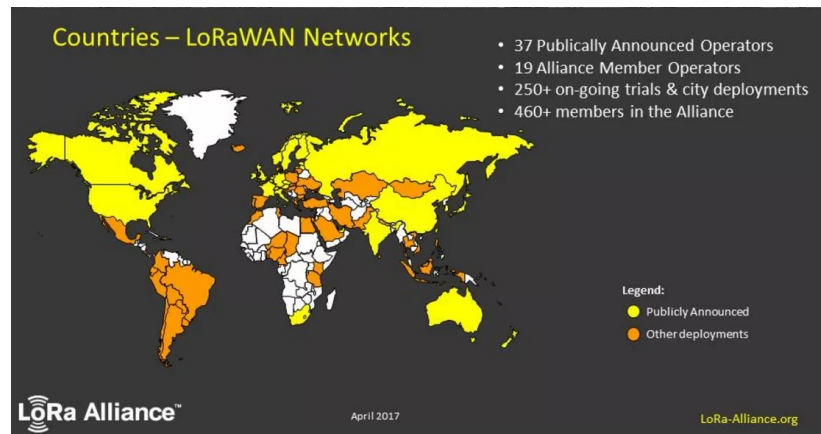 Countries – LoRaWAN Networks
• 37 Publically Announced Operators
• 19 Alliance Member Operators
• 250+ on-going trials & city deployments
• 460+ members in the Alliance
Legend:
Publicly Announced
Other deployments
LoRa Alliance™
April 2017
LoRa-Alliance.org